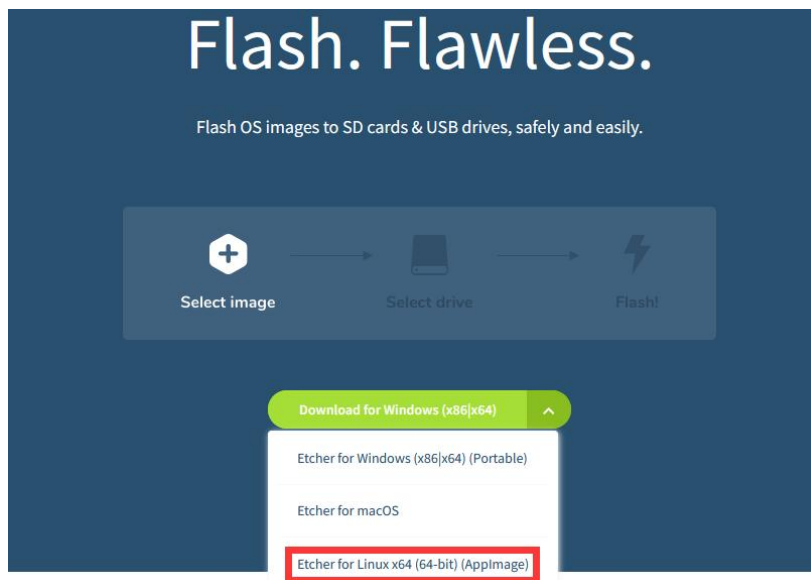 Flash. Flawless.
Flash OS images to SD cards & USB drives, safely and easily.
Select image
Select drive
Flash!
Download for Windows (x86|x64)
Etcher for Windows (x86|x64) (Portable)
Etcher for macOS
Etcher for Linux x64 (64-bit) (AppImage)